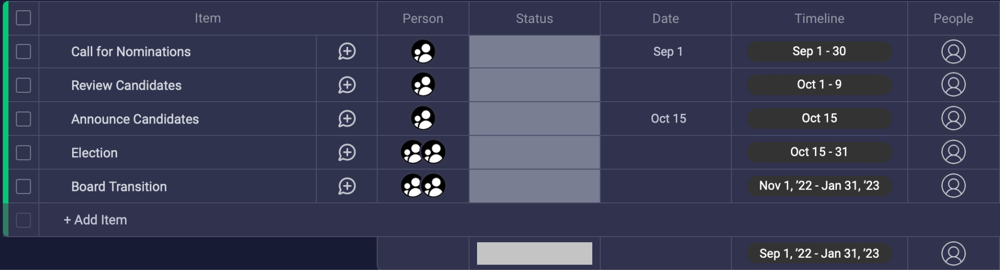 Item Person Status Date Timeline People
Call for Nominations Sep 1 Sep 1 - 30
Review Candidates Oct 1 - 9
Announce Candidates Oct 15 Oct 15
Election Oct 15 - 31
Board Transition Nov 1, ’22 - Jan 31, ’23
+ Add Item
Sep 1, ’22 - Jan 31, ’23